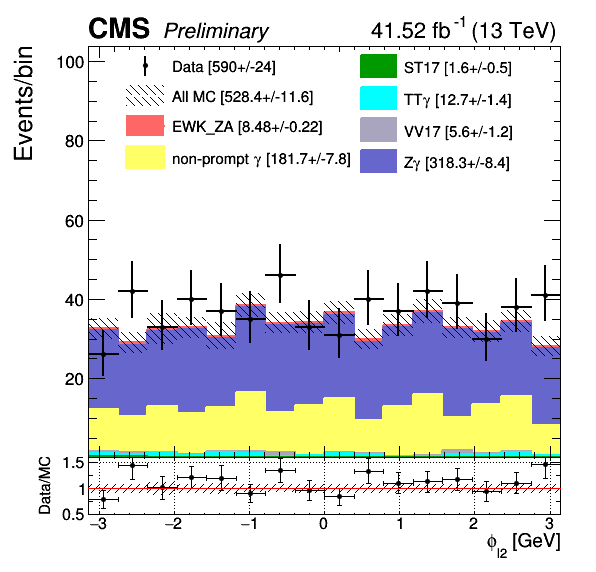 CMS Preliminary 41.52 fb⁻¹ (13 TeV)
Events/bin
100
80
60
40
20
Data [590+/-24]
All MC [528.4+/-11.6]
EWK_ZA [8.48+/-0.22]
non-prompt γ [181.7+/-7.8]
ST17 [1.6+/-0.5]
TTγ [12.7+/-1.4]
VV17 [5.6+/-1.2]
Zγ [318.3+/-8.4]
Data/MC
1.5
1
0.5
−3 −2 −1 0 1 2 3
ϕl2 [GeV]